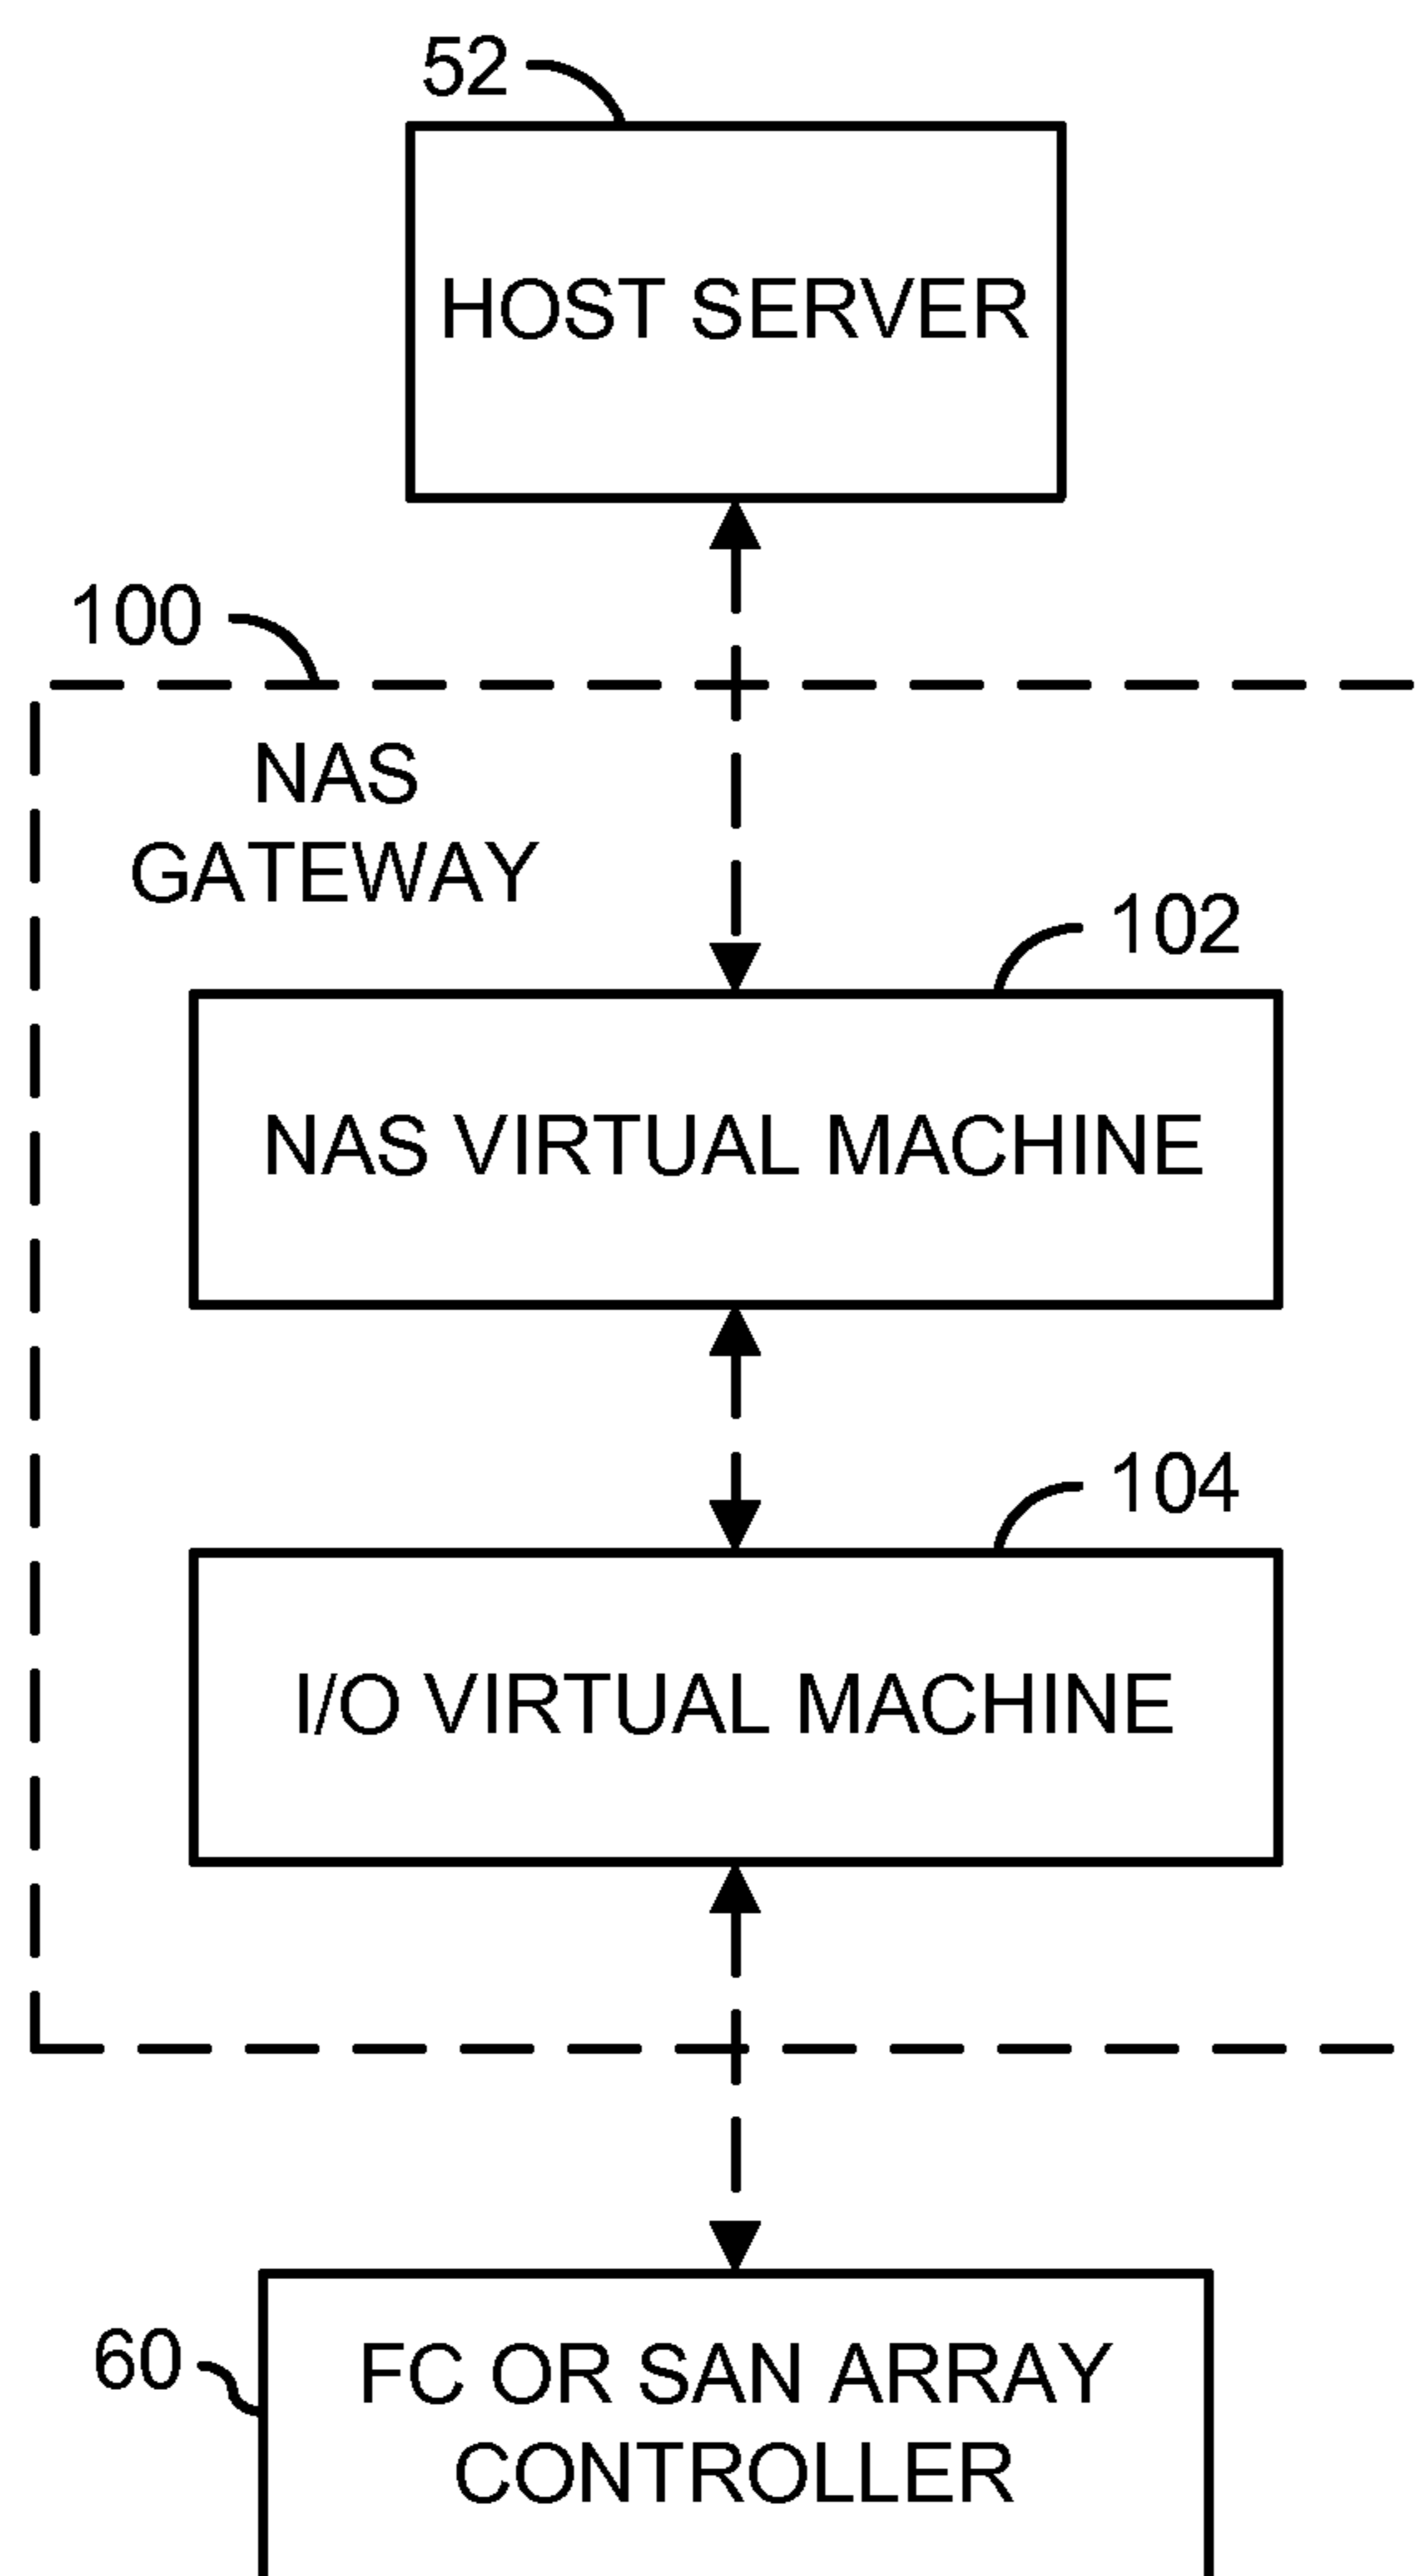 52
HOST SERVER
100
NAS
GATEWAY
102
NAS VIRTUAL MACHINE
104
I/O VIRTUAL MACHINE
60
FC OR SAN ARRAY
CONTROLLER